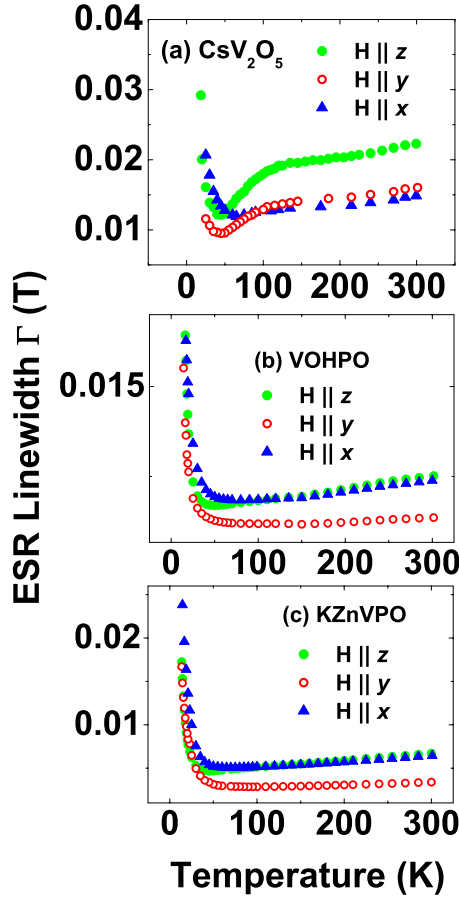 ESR Linewidth Γ (T)
0.04
0.03
0.02
0.01
(a) CsV2O5
H || z
H || y
H || x
0 100 200 300
0.015
(b) VOHPO
H || z
H || y
H || x
0 100 200 300
0.02
0.01
(c) KZnVPO
H || z
H || y
H || x
0 100 200 300
Temperature (K)